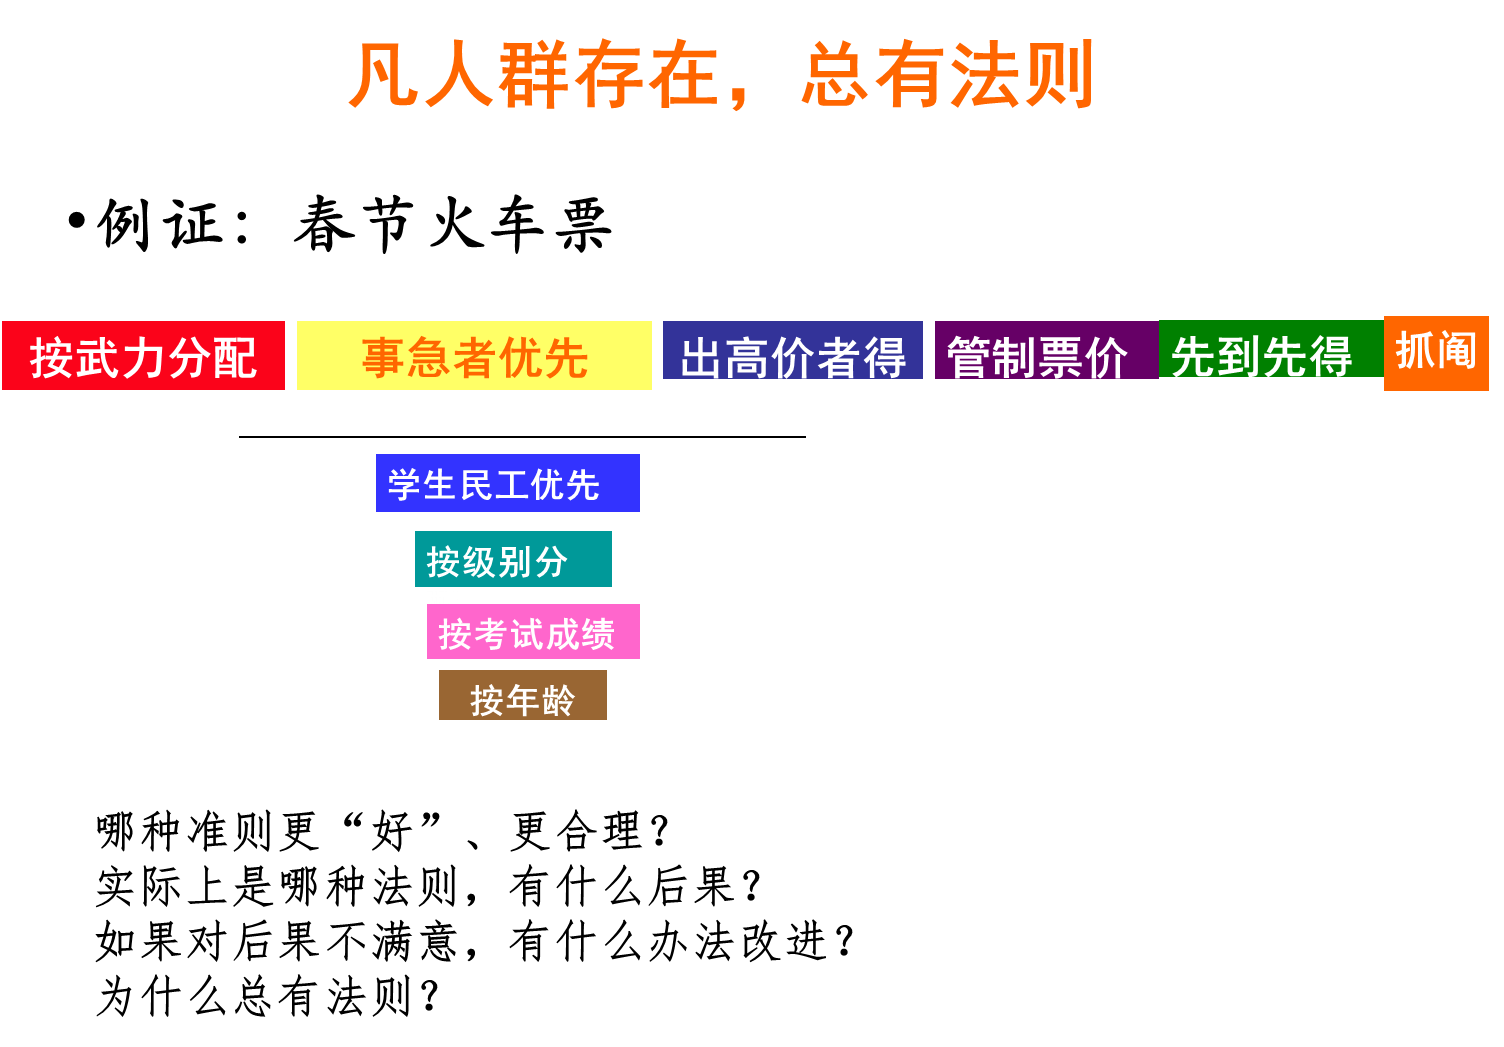 凡人群存在，总有法则
•例证：春节火车票
按武力分配 事急者优先 出高价者得 管制票价 先到先得 抓阄
学生民工优先
按级别分
按考试成绩
按年龄
哪种准则更“好”、更合理？
实际上是哪种法则，有什么后果？
如果对后果不满意，有什么办法改进？
为什么总有法则？